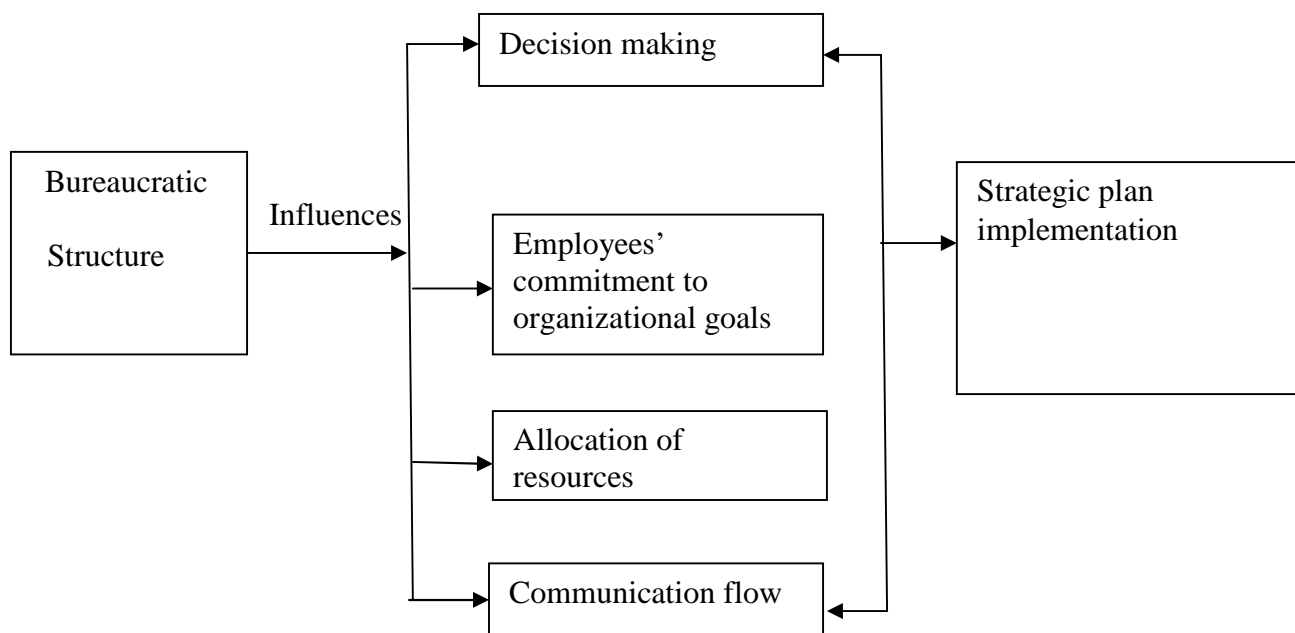 Decision making
Bureaucratic
Structure
Influences
Employees’
commitment to
organizational goals
Strategic plan
implementation
Allocation of
resources
Communication flow